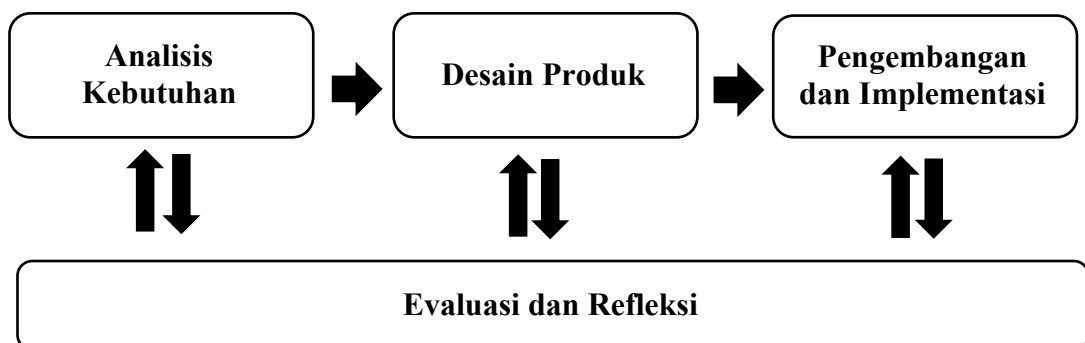 Analisis
Kebutuhan
Desain Produk
Pengembangan
dan Implementasi
Evaluasi dan Refleksi